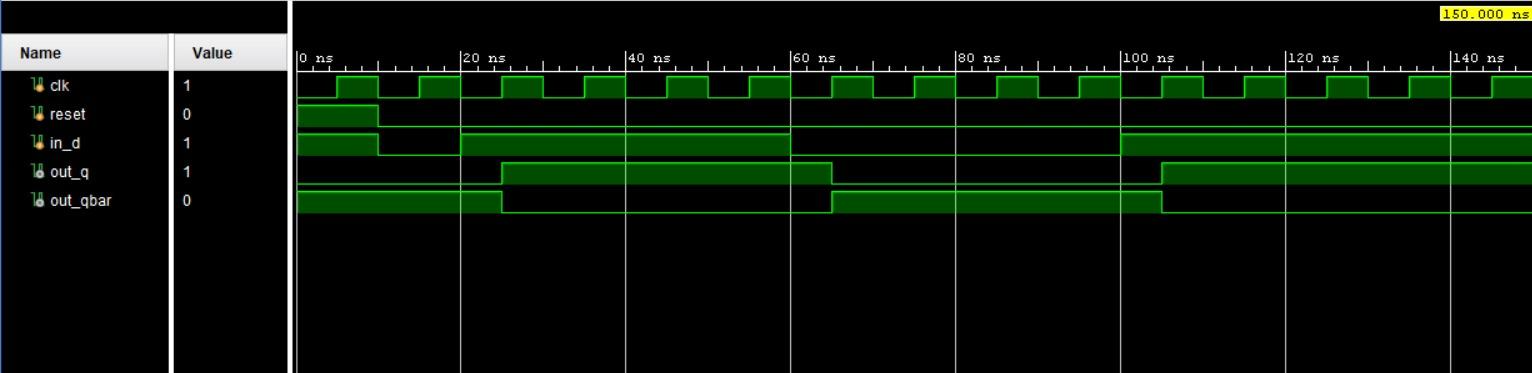 150.000 ns
Name Value
0 ns 20 ns 40 ns 60 ns 80 ns 100 ns 120 ns 140 ns
clk 1
reset 0
in_d 1
out_q 1
out_qbar 0